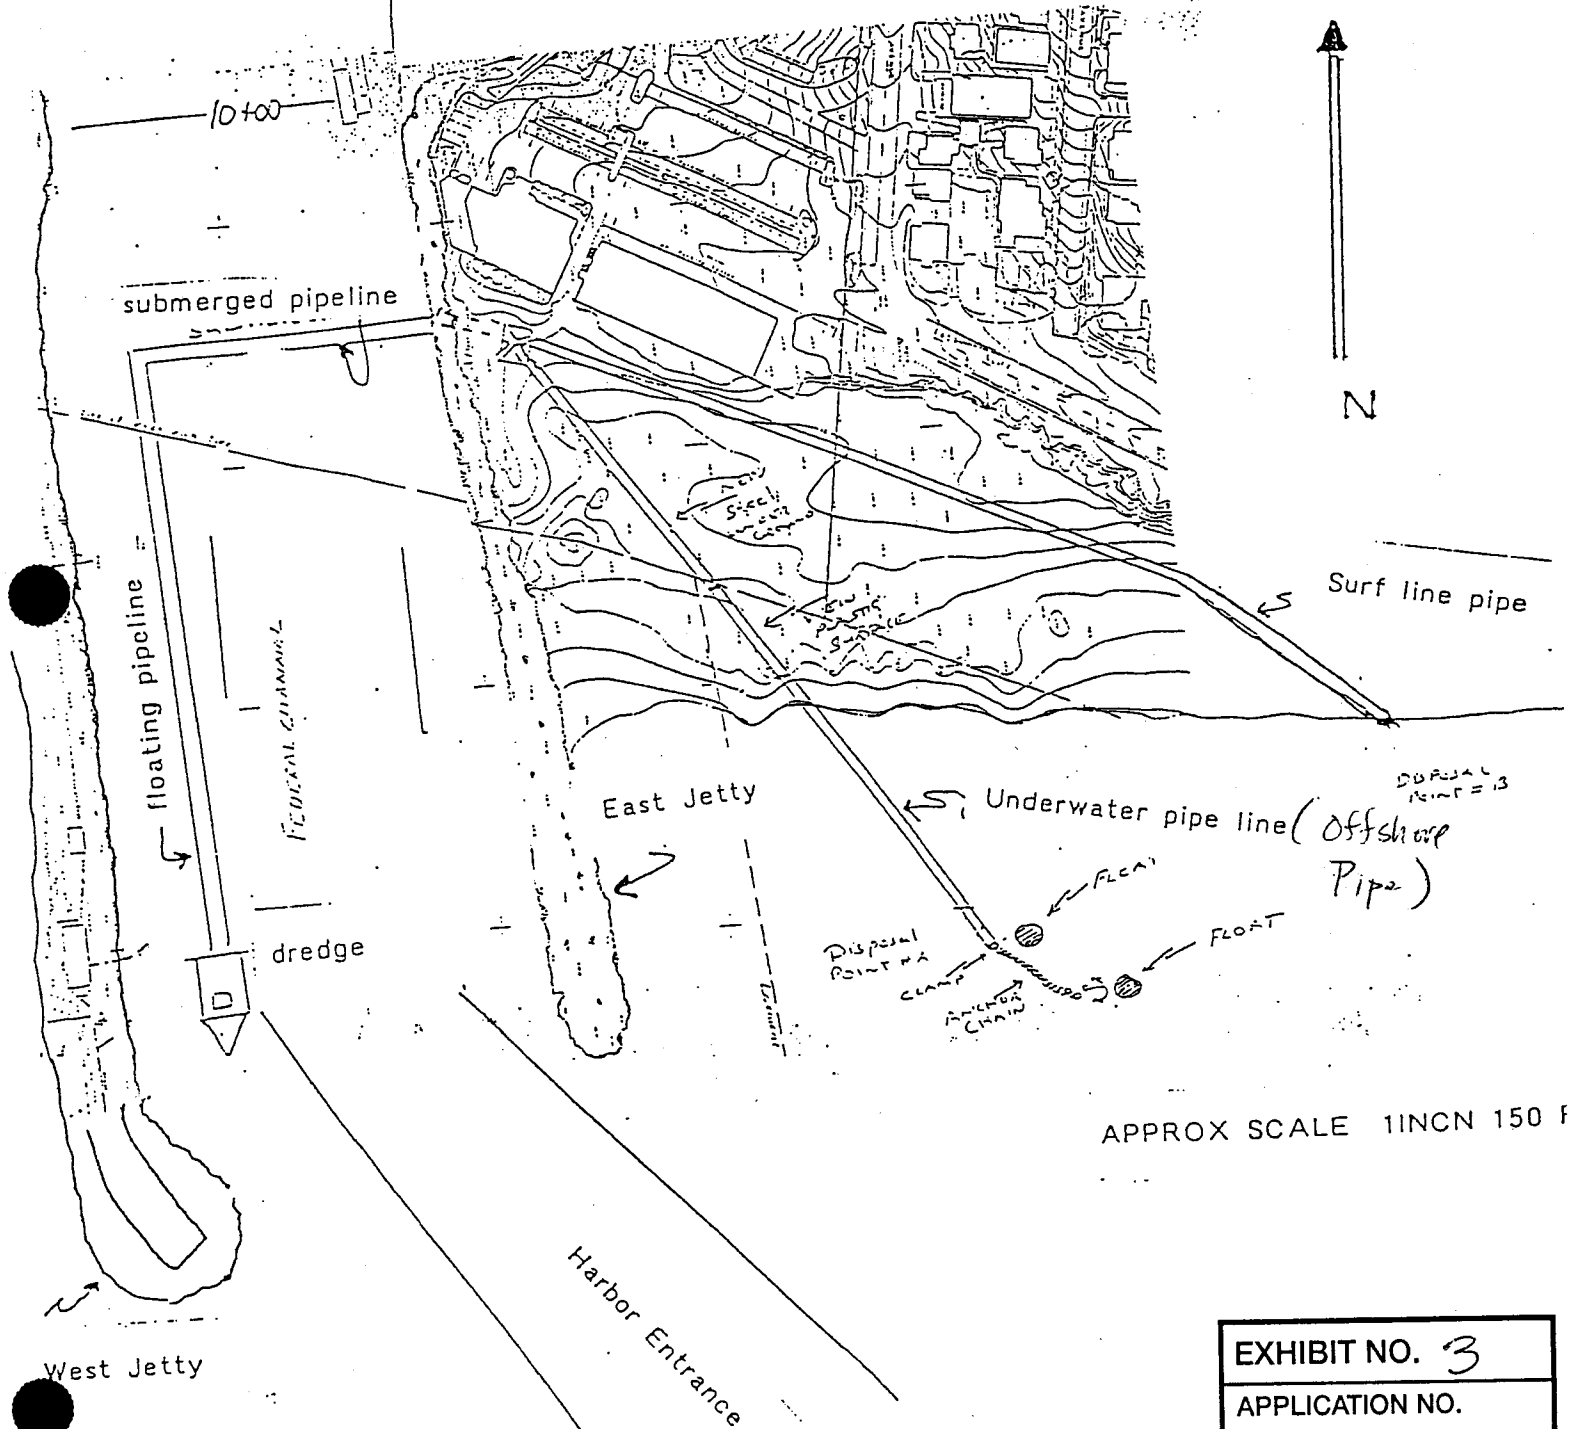 10+00
submerged pipeline
N
Surf line pipe
floating pipeline
FEDERAL CHANNEL
East Jetty
Underwater pipe line (Offshore
Pipe)
DISPOSAL
POINT = B
FLOAT
FLOAT
Disposal
POINT # A
CLAMP
ANCHOR
CHAIN
dredge
APPROX SCALE 1INCN 150 F
Harbor Entrance
West Jetty
EXHIBIT NO. 3
APPLICATION NO.